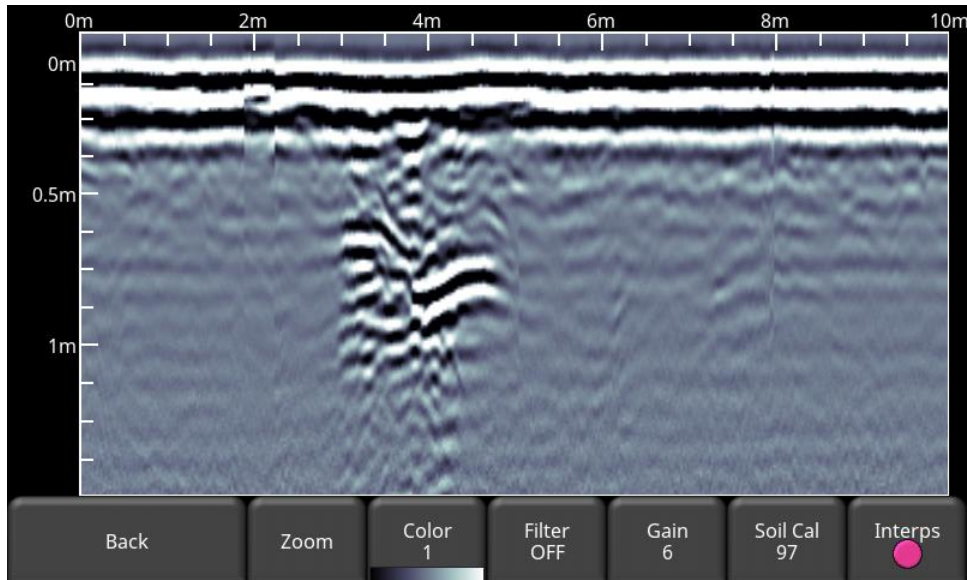 0m 2m 4m 6m 8m 10m
0m
0.5m
1m
Back Zoom Color Filter Gain Soil Cal Interps
1 OFF 6 97